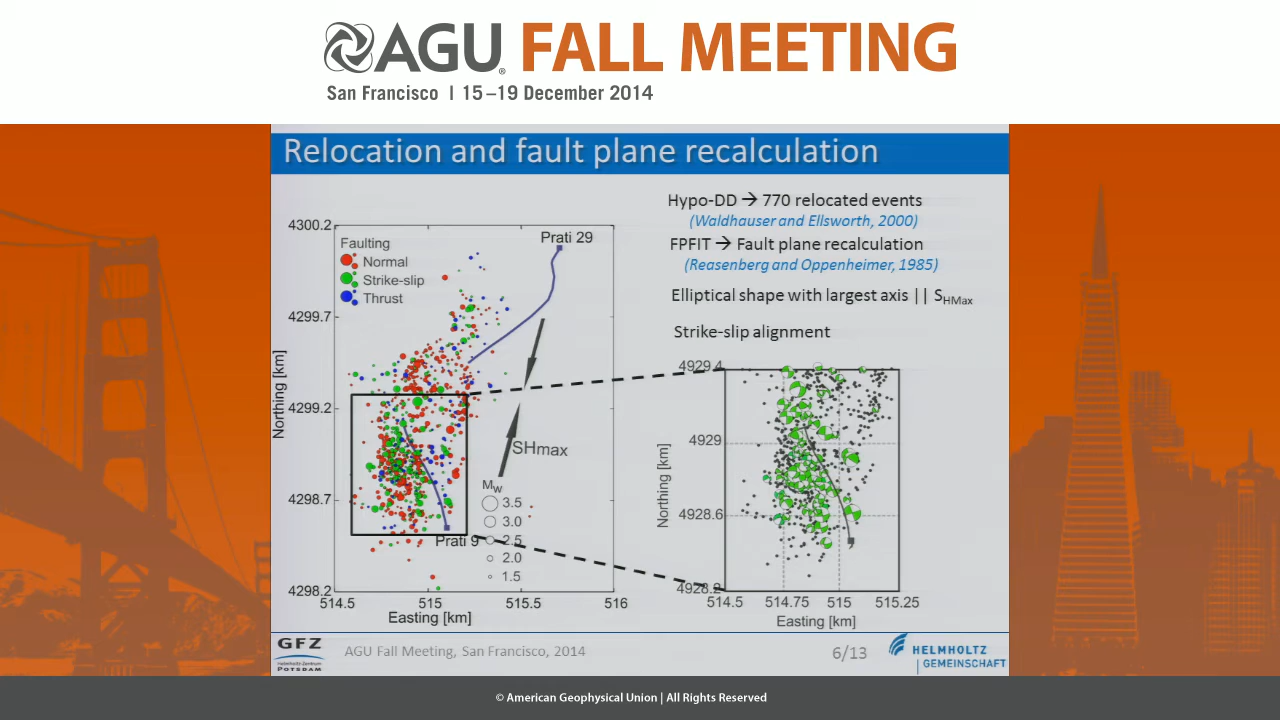 AGU FALL MEETING
San Francisco | 15–19 December 2014
Relocation and fault plane recalculation
Hypo-DD → 770 relocated events
(Waldhauser and Ellsworth, 2000)
FPFIT → Fault plane recalculation
(Reasenberg and Oppenheimer, 1985)
Elliptical shape with largest axis || SHMax
Strike-slip alignment
4300.2
4299.7
4299.2
4298.7
4298.2
Northing [km]
Faulting
Normal
Strike-slip
Thrust
Prati 29
SHmax
Mw
3.5
3.0
2.5
2.0
1.5
Prati 9
514.5 515 515.5 516
Easting [km]
4929.4
4929
4928.6
4928.2
Northing [km]
514.5 514.75 515 515.25
Easting [km]
GFZ
Helmholtz-Zentrum
POTSDAM
AGU Fall Meeting, San Francisco, 2014
6/13
HELMHOLTZ
GEMEINSCHAFT
© American Geophysical Union | All Rights Reserved